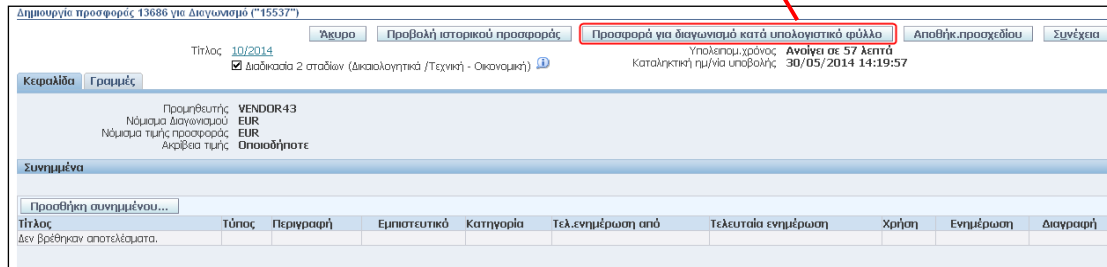 Δημιουργία προσφοράς 13686 για Διαγωνισμό ("15537")
Άκυρο Προβολή ιστορικού προσφοράς Προσφορά για διαγωνισμό κατά υπολογιστικό φύλλο Αποθήκ.προσχεδίου Συνέχεια
Τίτλος 10/2014 Υπολειπομ.χρόνος Ανοίγει σε 57 λεπτά
Διαδικασία 2 σταδίων (Δικαιολογητικά /Τεχνική - Οικονομική) Καταληκτική ημ/νία υποβολής 30/05/2014 14:19:57
Κεφαλίδα Γραμμές
Προμηθευτής VENDOR43
Νόμισμα Διαγωνισμού EUR
Νόμισμα τιμής προσφοράς EUR
Ακρίβεια τιμής Οποιοδήποτε
Συνημμένα
Προσθήκη συνημμένου...
Τίτλος Τύπος Περιγραφή Εμπιστευτικό Κατηγορία Τελ.ενημέρωση από Τελευταία ενημέρωση Χρήση Ενημέρωση Διαγραφή
Δεν βρέθηκαν αποτελέσματα.